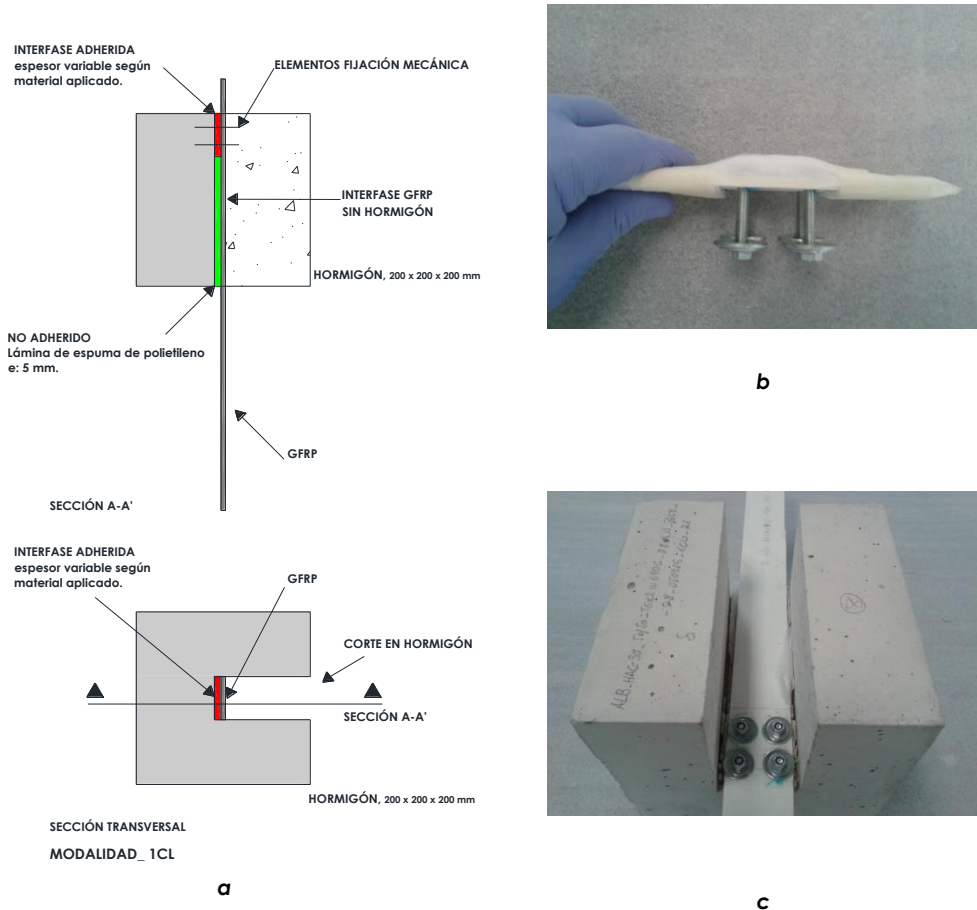 INTERFASE ADHERIDA
espesor variable según
material aplicado.
ELEMENTOS FIJACIÓN MECÁNICA
INTERFASE GFRP
SIN HORMIGÓN
HORMIGÓN, 200 x 200 x 200 mm
NO ADHERIDO
Lámina de espuma de polietileno
e: 5 mm.
GFRP
SECCIÓN A-A'
INTERFASE ADHERIDA
espesor variable según
material aplicado.
GFRP
CORTE EN HORMIGÓN
SECCIÓN A-A'
HORMIGÓN, 200 x 200 x 200 mm
SECCIÓN TRANSVERSAL
MODALIDAD_ 1CL
a
b
8
8
c